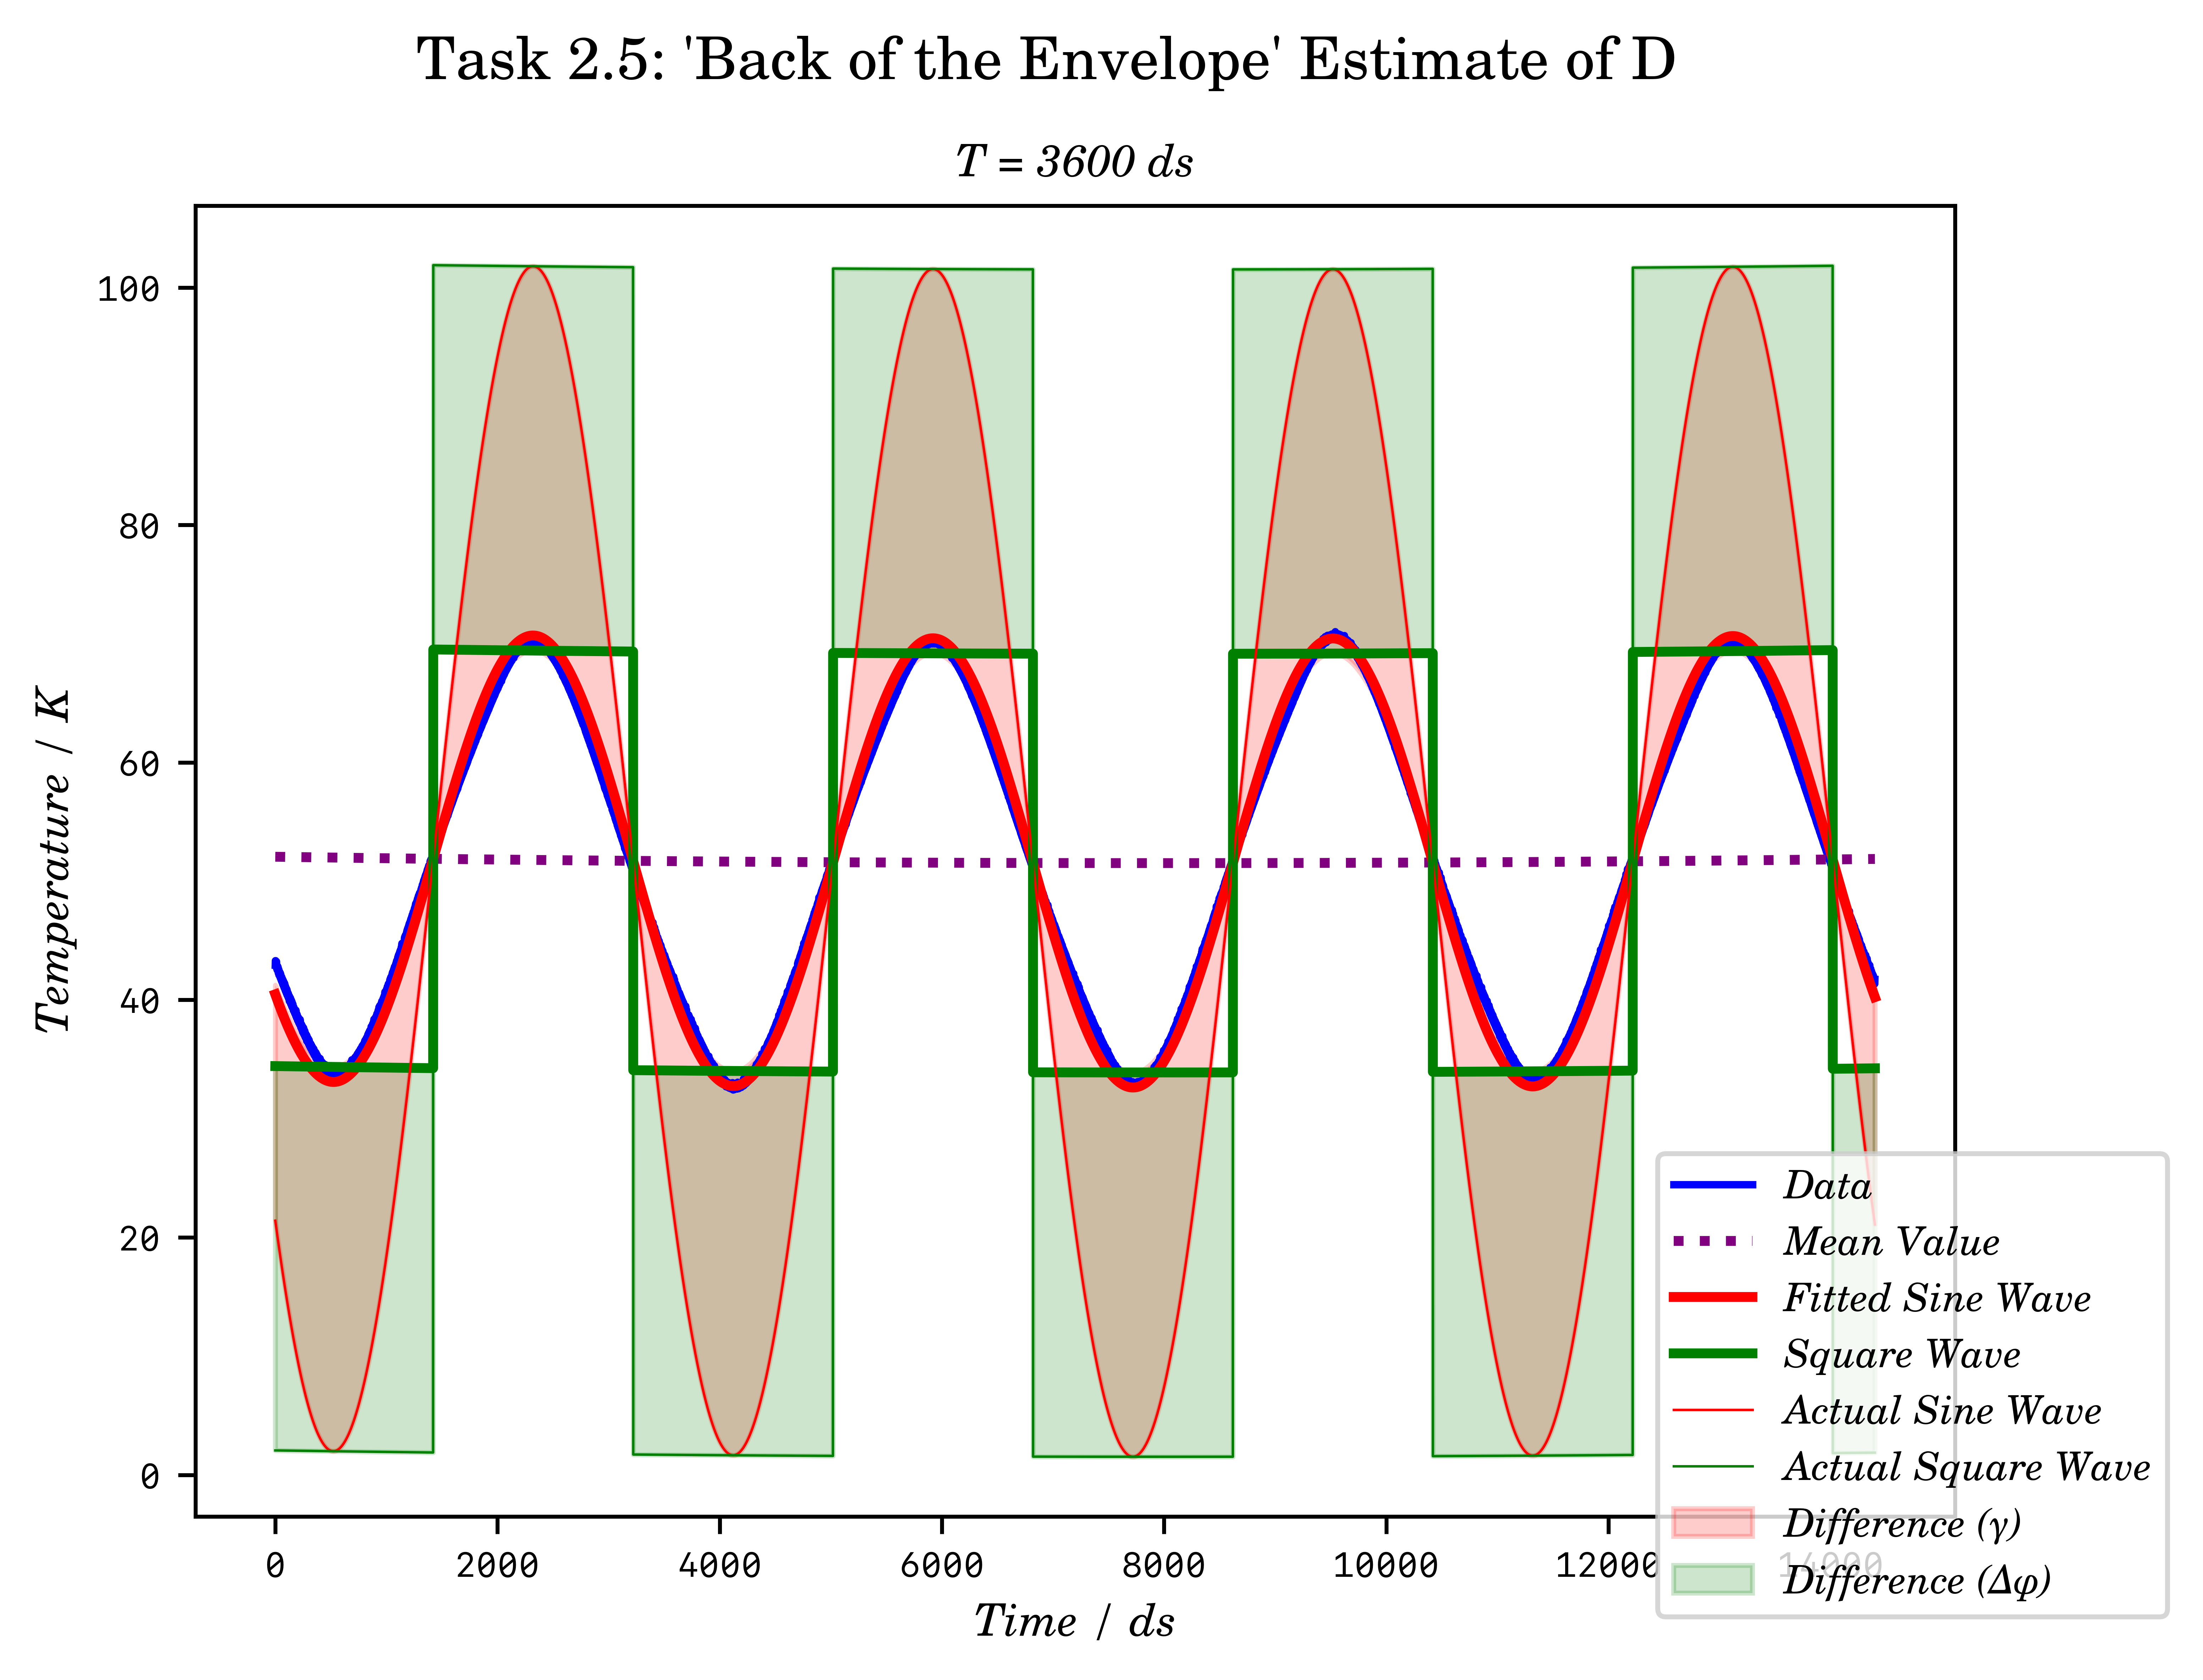 Task 2.5: 'Back of the Envelope' Estimate of D
T = 3600 ds
Temperature / K
100
80
60
40
20
0
0 2000 4000 6000 8000 10000 12000 14000
Time / ds
Data
Mean Value
Fitted Sine Wave
Square Wave
Actual Sine Wave
Actual Square Wave
Difference (γ)
Difference (Δφ)